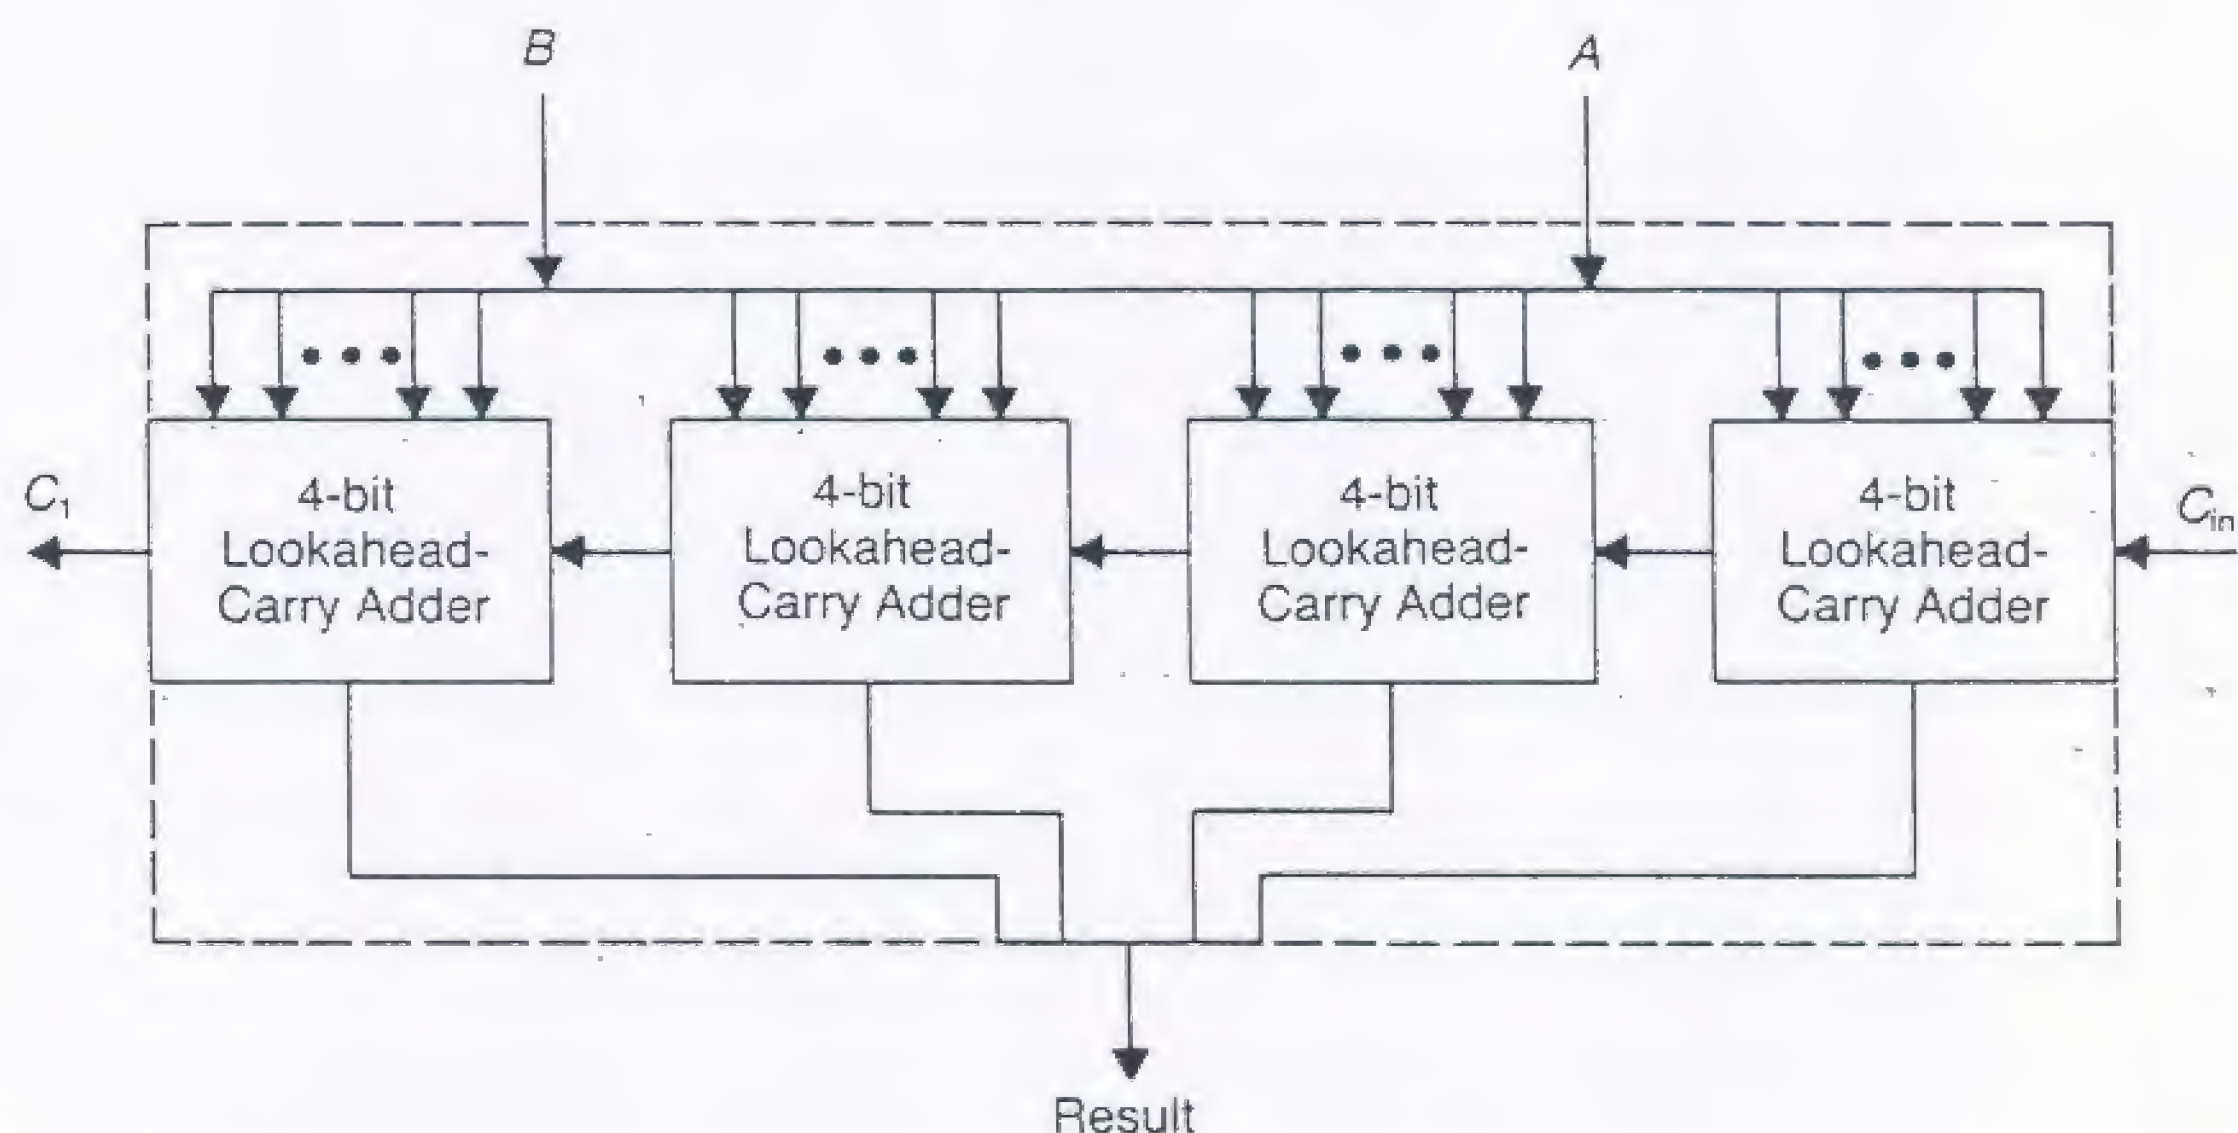 B
A
4-bit
Lookahead-
Carry Adder
4-bit
Lookahead-
Carry Adder
4-bit
Lookahead-
Carry Adder
4-bit
Lookahead-
Carry Adder
C1
Cin
Result